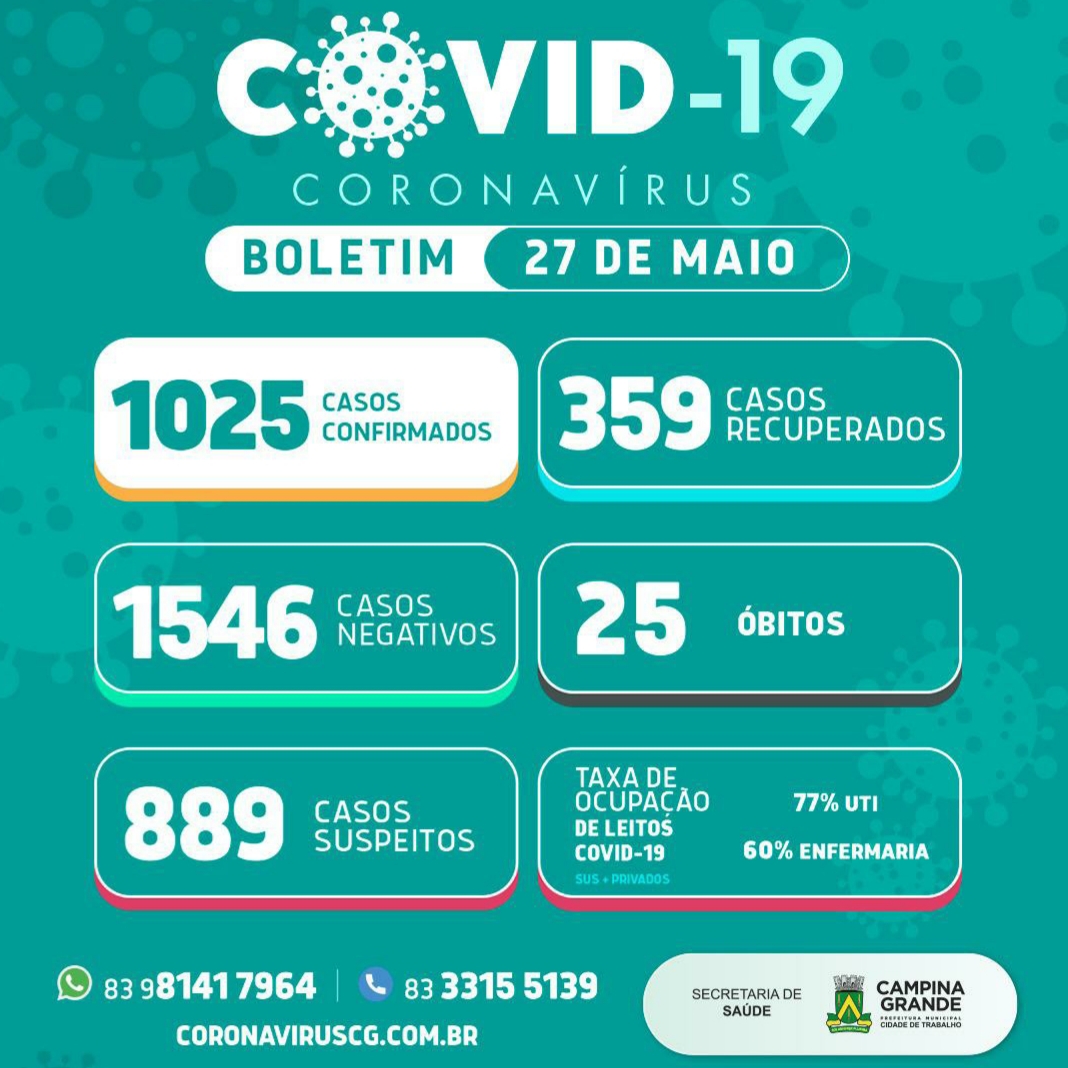 COVID-19
CORONAVÍRUS
BOLETIM 27 DE MAIO
1025 CASOS CONFIRMADOS
359 CASOS RECUPERADOS
1546 CASOS NEGATIVOS
25 ÓBITOS
889 CASOS SUSPEITOS
TAXA DE
OCUPAÇÃO
DE LEITOS
COVID-19
SUS + PRIVADOS
77% UTI
60% ENFERMARIA
83 981417964
83 3315 5139
CORONAVIRUSCG.COM.BR
SECRETARIA DE
SAÚDE
CAMPINA
GRANDE
PREFEITURA MUNICIPAL
CIDADE DE TRABALHO